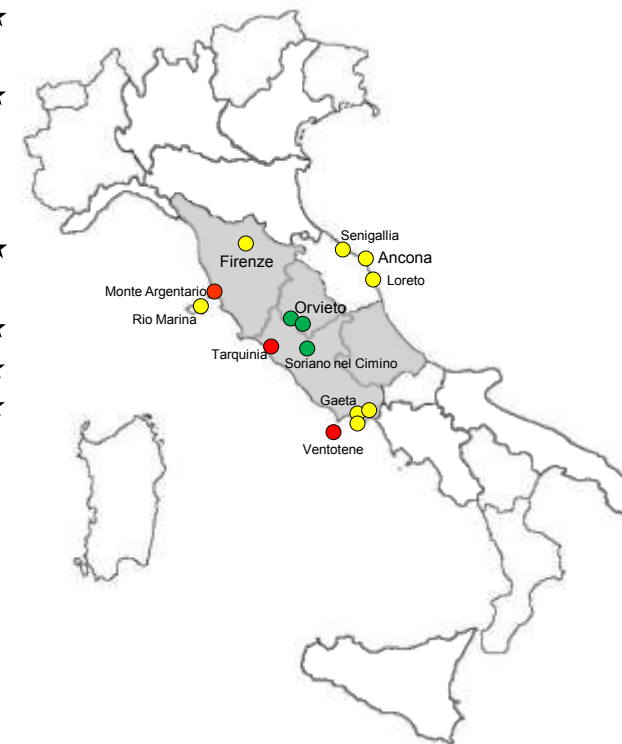 Senigallia
Ancona
Firenze
Loreto
Monte Argentario
Orvieto
Rio Marina
Tarquinia
Soriano nel Cimino
Gaeta
Ventotene